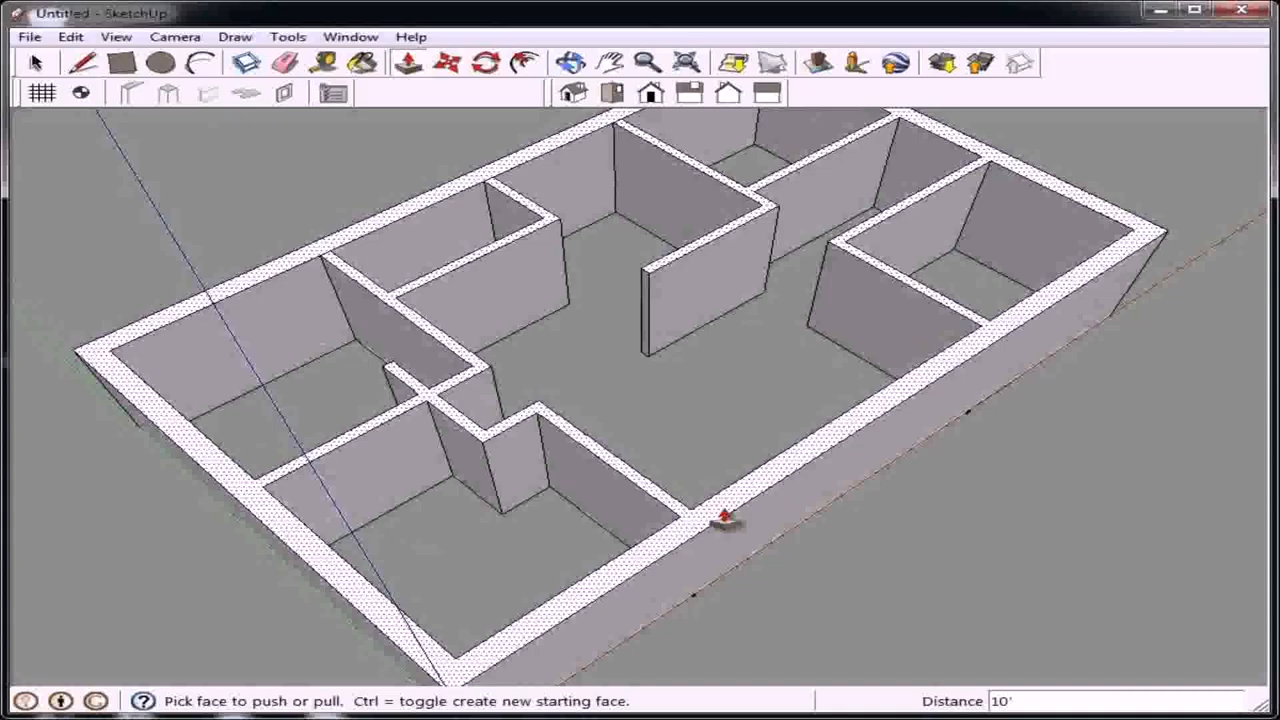 Untitled - SketchUp
File Edit View Camera Draw Tools Window Help
Pick face to push or pull. Ctrl = toggle create new starting face.
Distance 10'